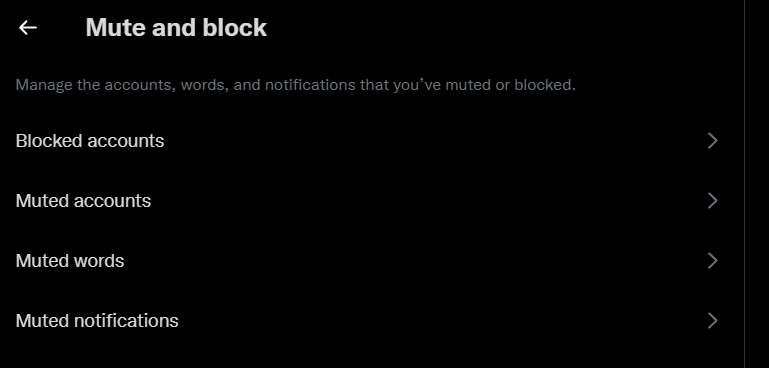 Mute and block
Manage the accounts, words, and notifications that you’ve muted or blocked.
Blocked accounts
Muted accounts
Muted words
Muted notifications